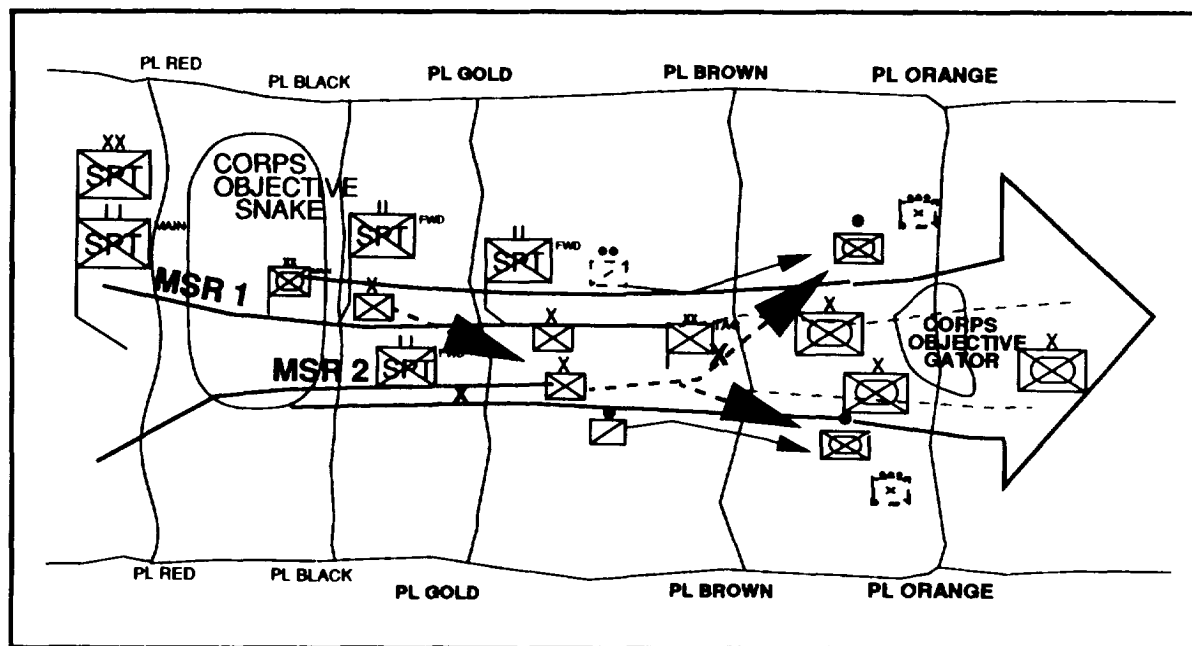 PL RED
PL BLACK
PL GOLD
PL BROWN
PL ORANGE
XX
SPT
II
SPT
MAIN
CORPS
OBJECTIVE
SNAKE
II
SPT
FWD
II
SPT
FWD
XX
X
MSR 1
X
XX
TAC
X
X
CORPS
OBJECTIVE
GATOR
X
II
SPT
MSR 2
X
X
X
X
PL RED
PL BLACK
PL GOLD
PL BROWN
PL ORANGE